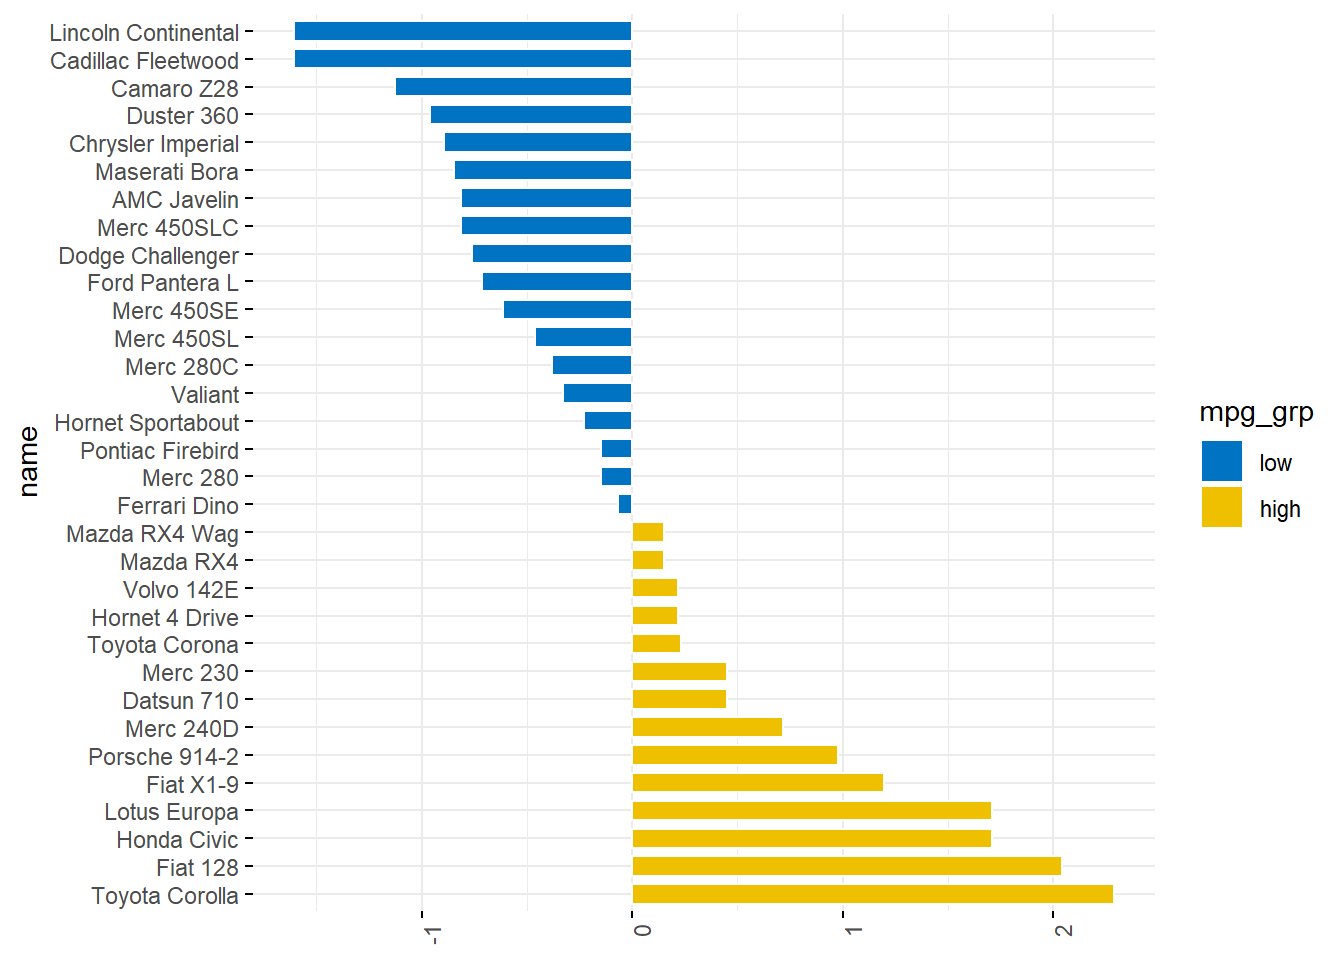 Lincoln Continental
Cadillac Fleetwood
Camaro Z28
Duster 360
Chrysler Imperial
Maserati Bora
AMC Javelin
Merc 450SLC
Dodge Challenger
Ford Pantera L
Merc 450SE
Merc 450SL
Merc 280C
Valiant
Hornet Sportabout
Pontiac Firebird
Merc 280
Ferrari Dino
Mazda RX4 Wag
Mazda RX4
Volvo 142E
Hornet 4 Drive
Toyota Corona
Merc 230
Datsun 710
Merc 240D
Porsche 914-2
Fiat X1-9
Lotus Europa
Honda Civic
Fiat 128
Toyota Corolla
name
-1
0
1
2
mpg_grp
low
high